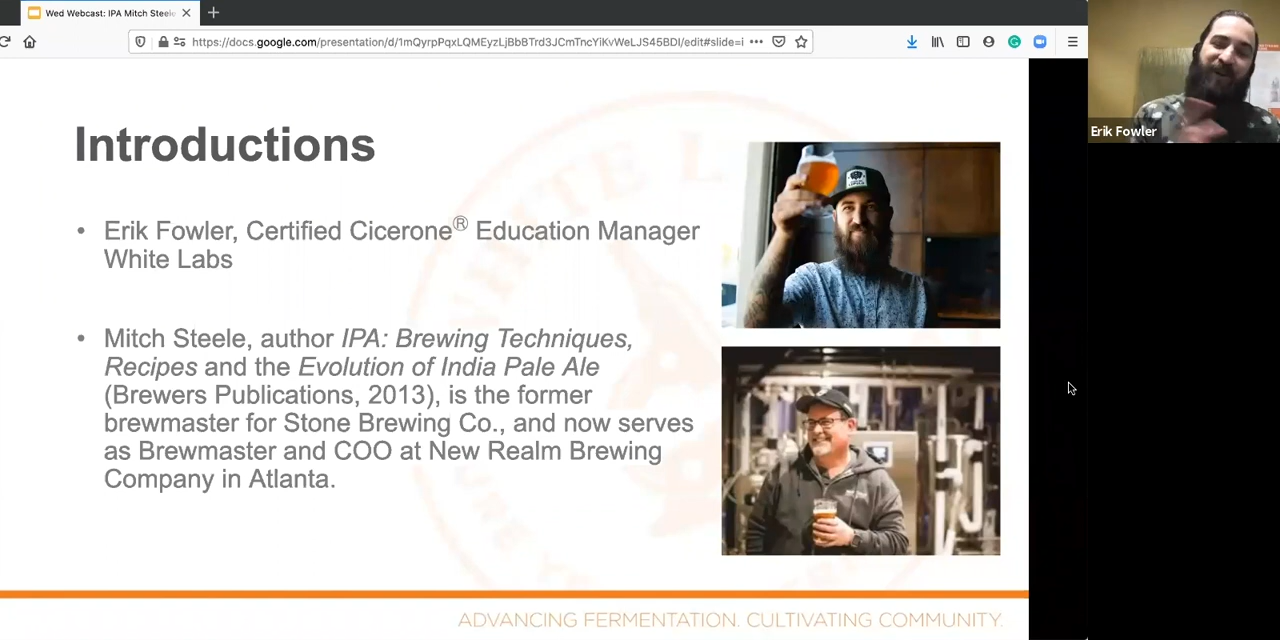 Wed Webcast: IPA Mitch Steele
https://docs.google.com/presentation/d/1mQyrpPqxLQMEyzLjBbBTrd3JCmTncYiKvWeLJS45BDI/edit#slide=i
Erik Fowler
Introductions
• Erik Fowler, Certified Cicerone® Education Manager
White Labs
• Mitch Steele, author IPA: Brewing Techniques,
Recipes and the Evolution of India Pale Ale
(Brewers Publications, 2013), is the former
brewmaster for Stone Brewing Co., and now serves
as Brewmaster and COO at New Realm Brewing
Company in Atlanta.
WHITE L
ADVANCING FERMENTATION. CULTIVATING COMMUNITY.